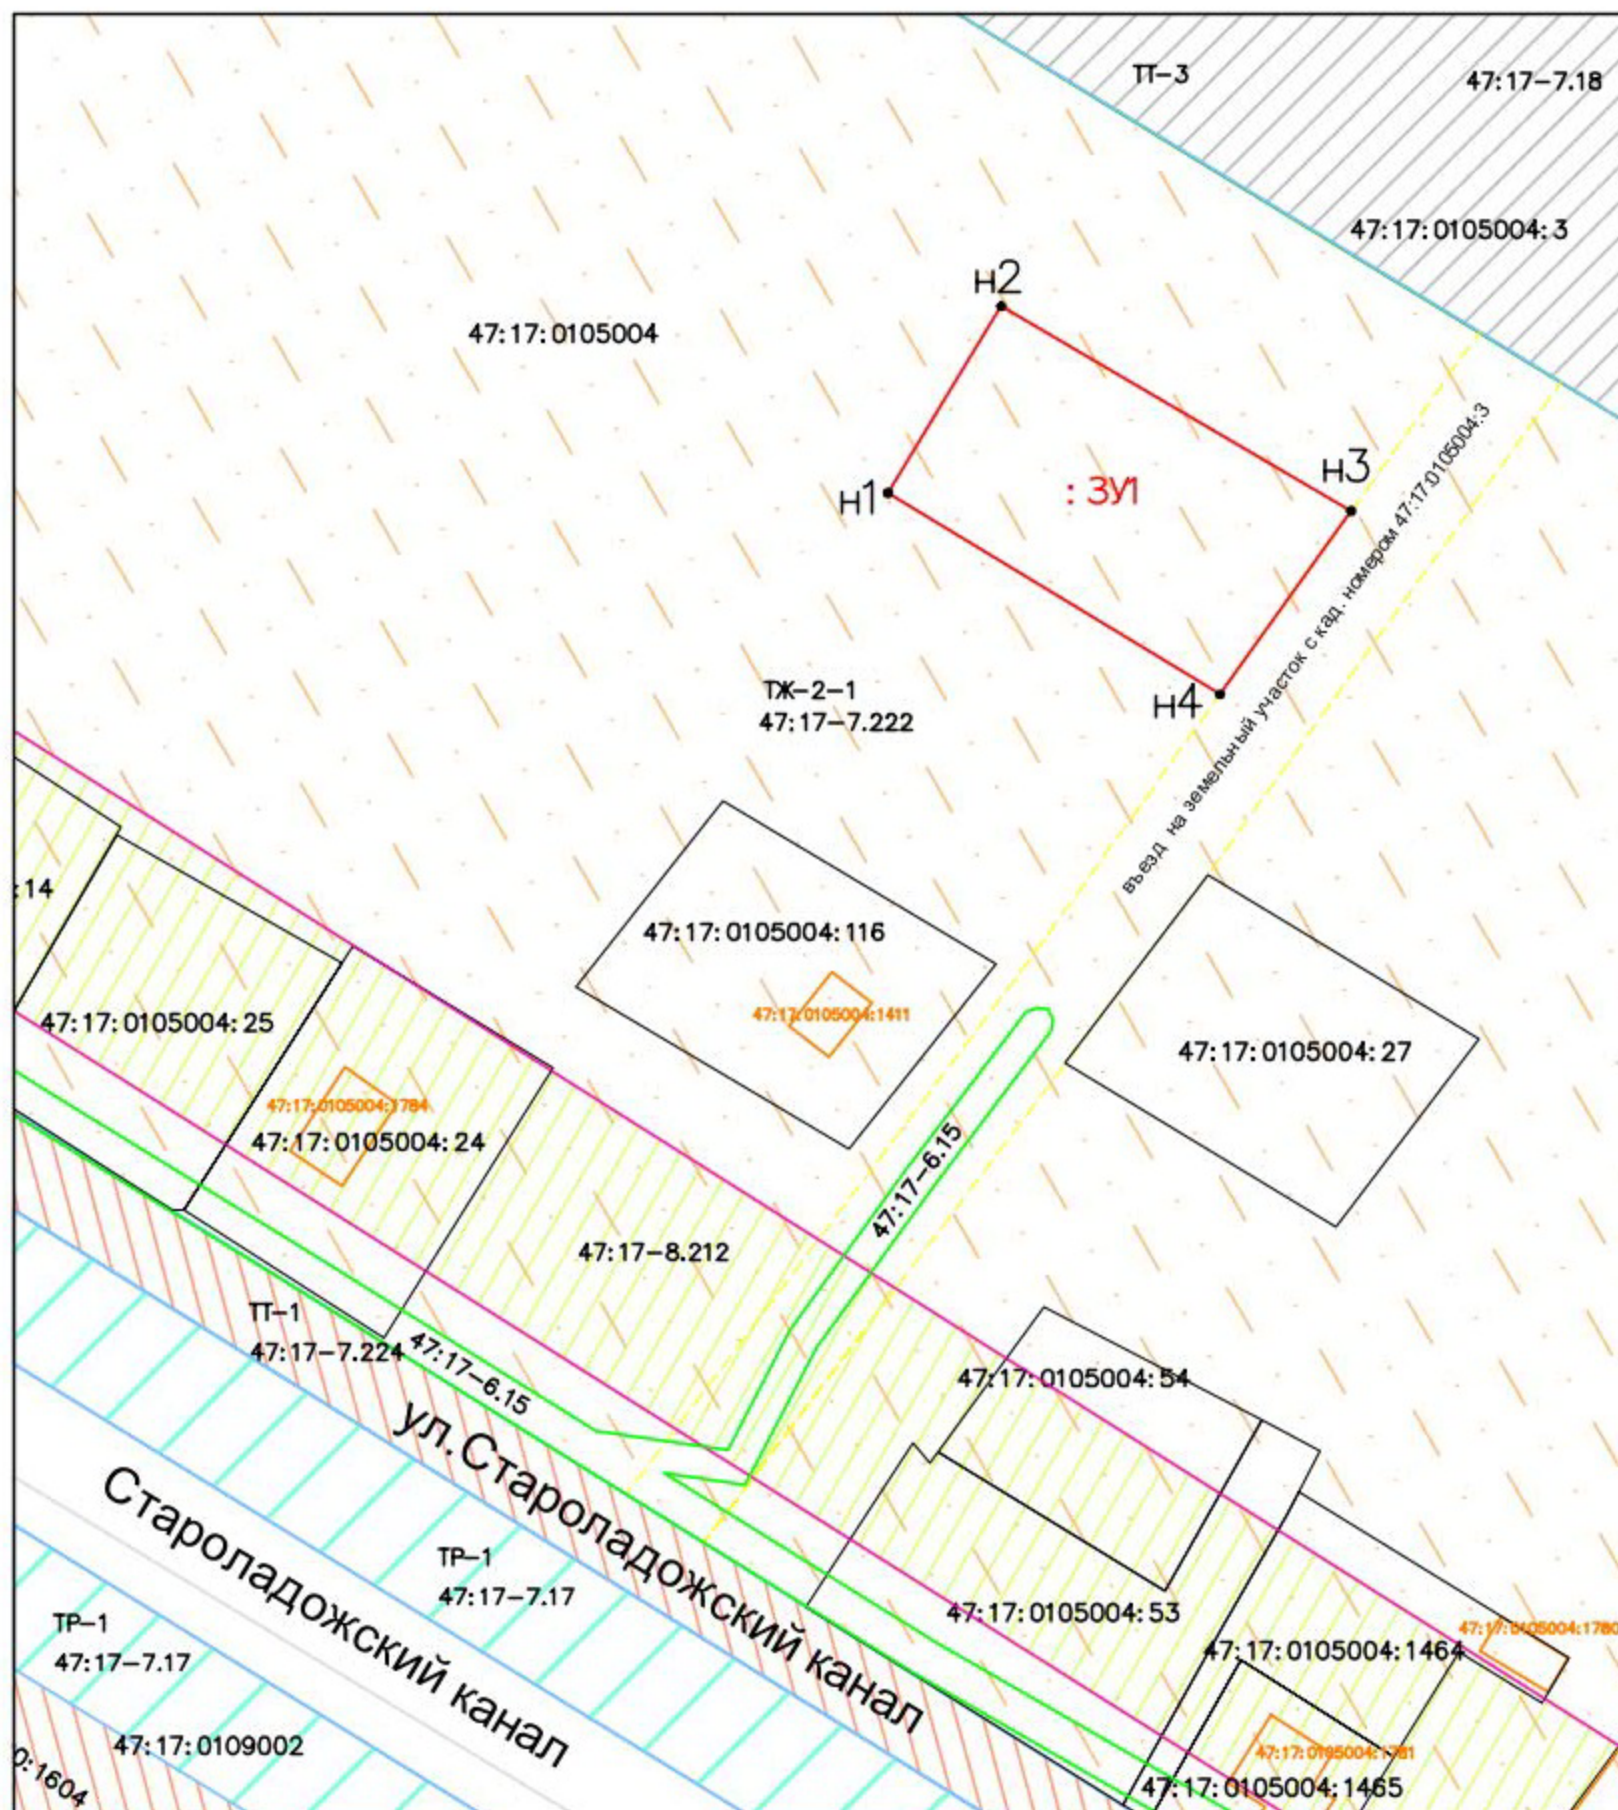 ТТ-3
47:17-7.18
47:17:0105004:3
н2
47:17:0105004
н3
н1
:ЗУ1
въезд на земельный участок с кад. номером 47:17:0105004:3
н4
ТЖ-2-1
47:17-7.222
:14
47:17:0105004:116
47:17:0105004:1411
47:17:0105004:25
47:17:0105004:27
47:17:0105004:1784
47:17:0105004:24
47:17-6.15
47:17-8.212
ТТ-1
47:17-7.224
47:17-6.15
47:17:0105004:54
ул.Староладожский канал
Староладожский канал
ТР-1
47:17-7.17
47:17:0105004:53
ТР-1
47:17-7.17
47:17:0105004:1464
47:17:0109002
47:17:0105004:1781
47:17:0105004:1465
0:1604